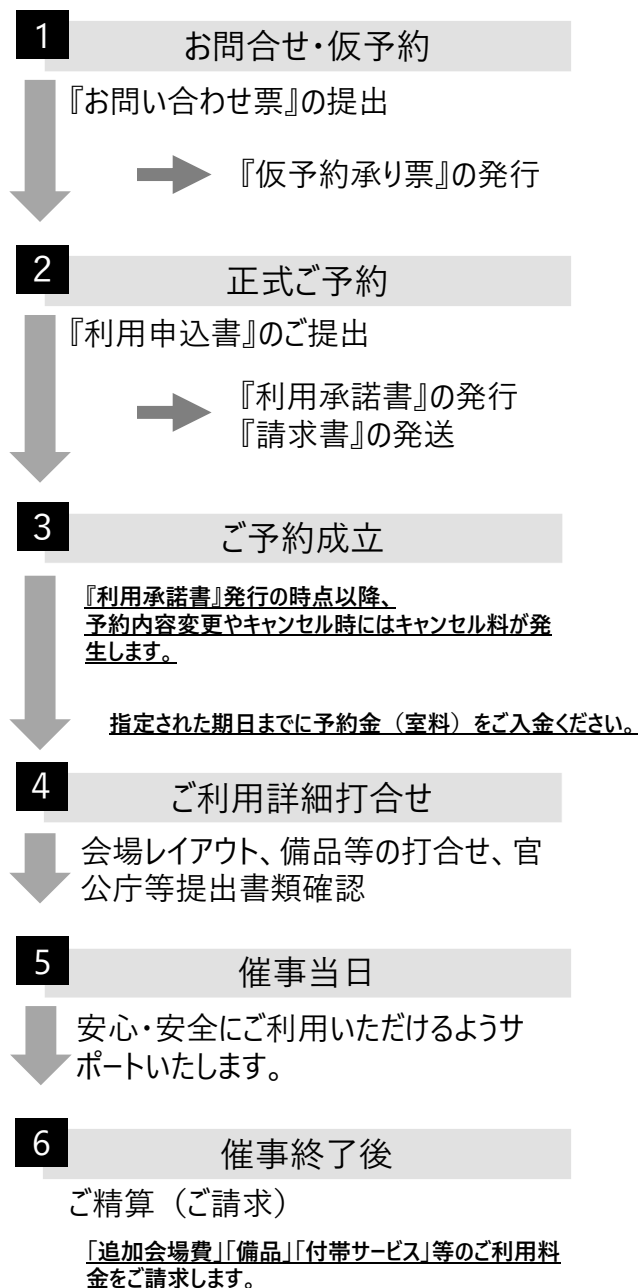 1
お問合せ・仮予約
『お問い合わせ票』の提出
『仮予約承り票』の発行
2
正式ご予約
『利用申込書』のご提出
『利用承諾書』の発行
『請求書』の発送
3
ご予約成立
『利用承諾書』発行の時点以降、
予約内容変更やキャンセル時にはキャンセル料が発
生します。
指定された期日までに予約金（室料）をご入金ください。
4
ご利用詳細打合せ
会場レイアウト、備品等の打合せ、官
公庁等提出書類確認
5
催事当日
安心・安全にご利用いただけるようサ
ポートいたします。
6
催事終了後
ご精算（ご請求）
「追加会場費」「備品」「付帯サービス」等のご利用料
金をご請求します。